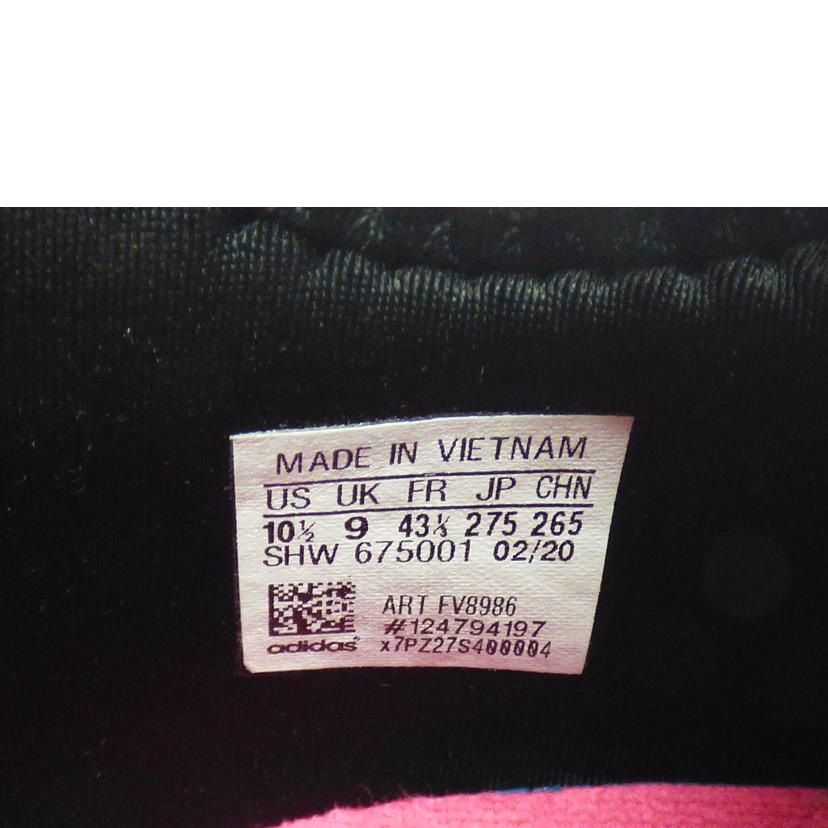 MADE IN VIETNAM
US UK FR JP CHN
10½ 9 43⅓ 275 265
SHW 675001 02/20
ART FV8986
#124794197
adidas x7PZ27S400004